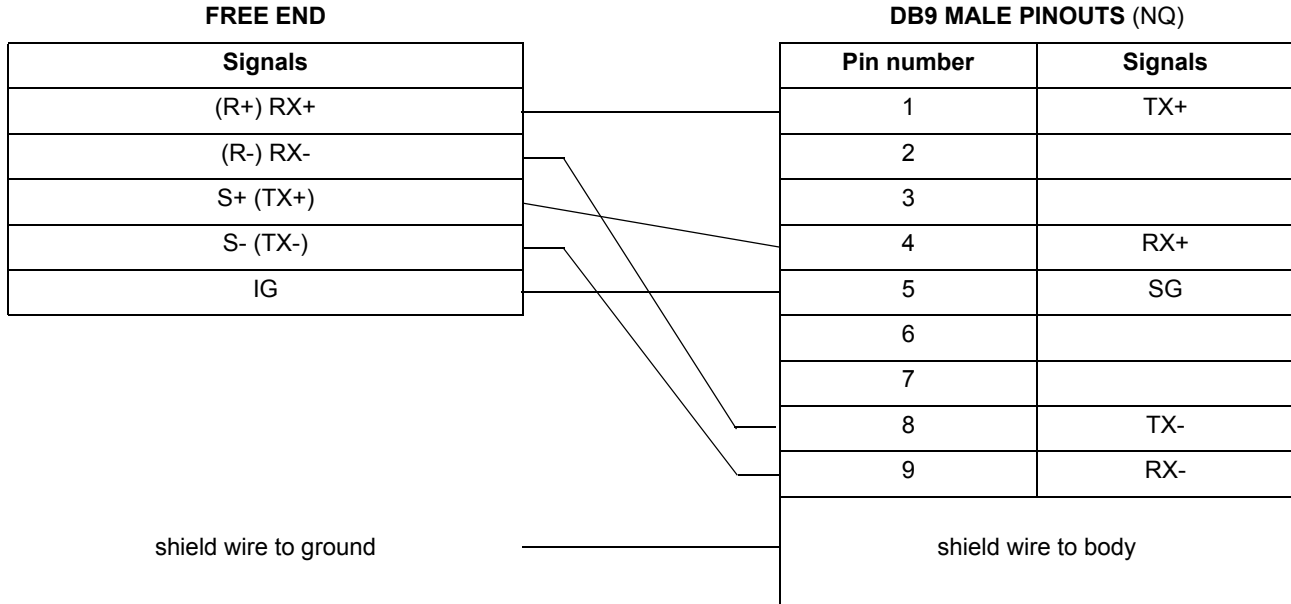 FREE END
DB9 MALE PINOUTS (NQ)
Signals
Pin number Signals
(R+) RX+
1 TX+
(R-) RX-
2
S+ (TX+)
3
S- (TX-)
4 RX+
IG
5 SG
6
7
8 TX-
9 RX-
shield wire to ground
shield wire to body